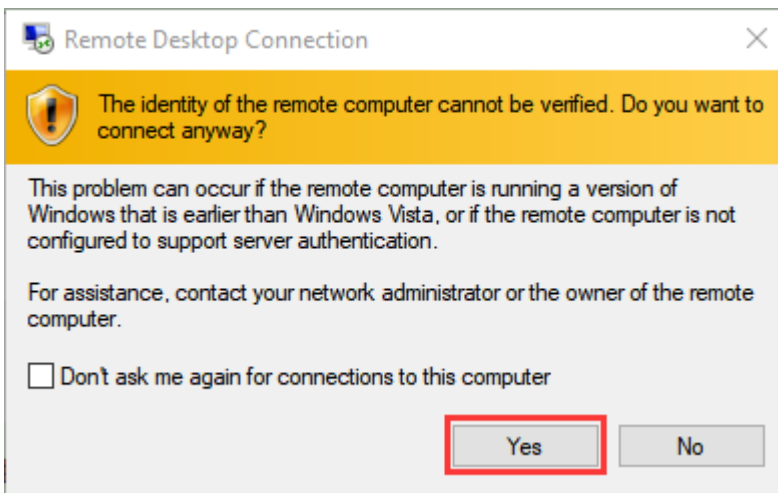 Remote Desktop Connection
The identity of the remote computer cannot be verified. Do you want to
connect anyway?
This problem can occur if the remote computer is running a version of
Windows that is earlier than Windows Vista, or if the remote computer is not
configured to support server authentication.
For assistance, contact your network administrator or the owner of the remote
computer.
Don't ask me again for connections to this computer
Yes No